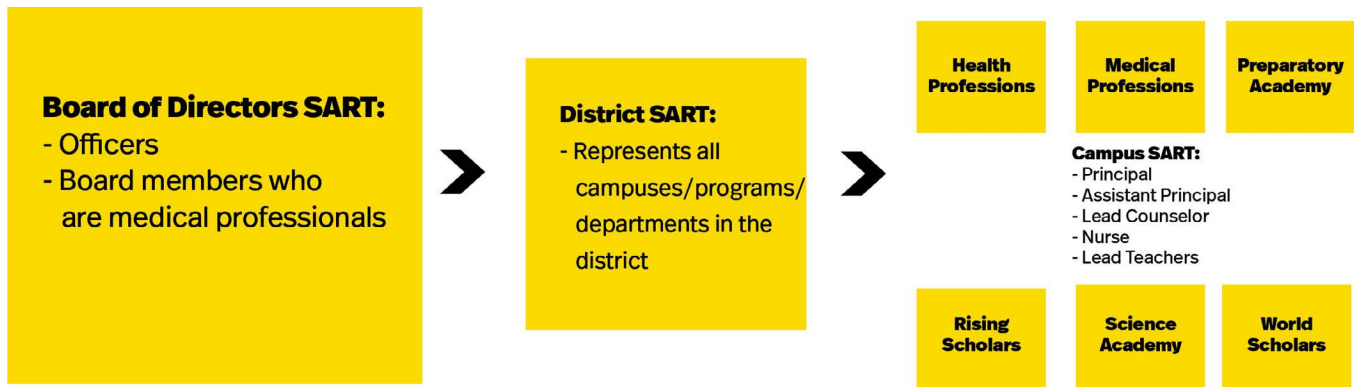 Board of Directors SART:
- Officers
- Board members who
are medical professionals
District SART:
- Represents all
campuses/programs/
departments in the
district
Health
Professions
Medical
Professions
Preparatory
Academy
Campus SART:
- Principal
- Assistant Principal
- Lead Counselor
- Nurse
- Lead Teachers
Rising
Scholars
Science
Academy
World
Scholars